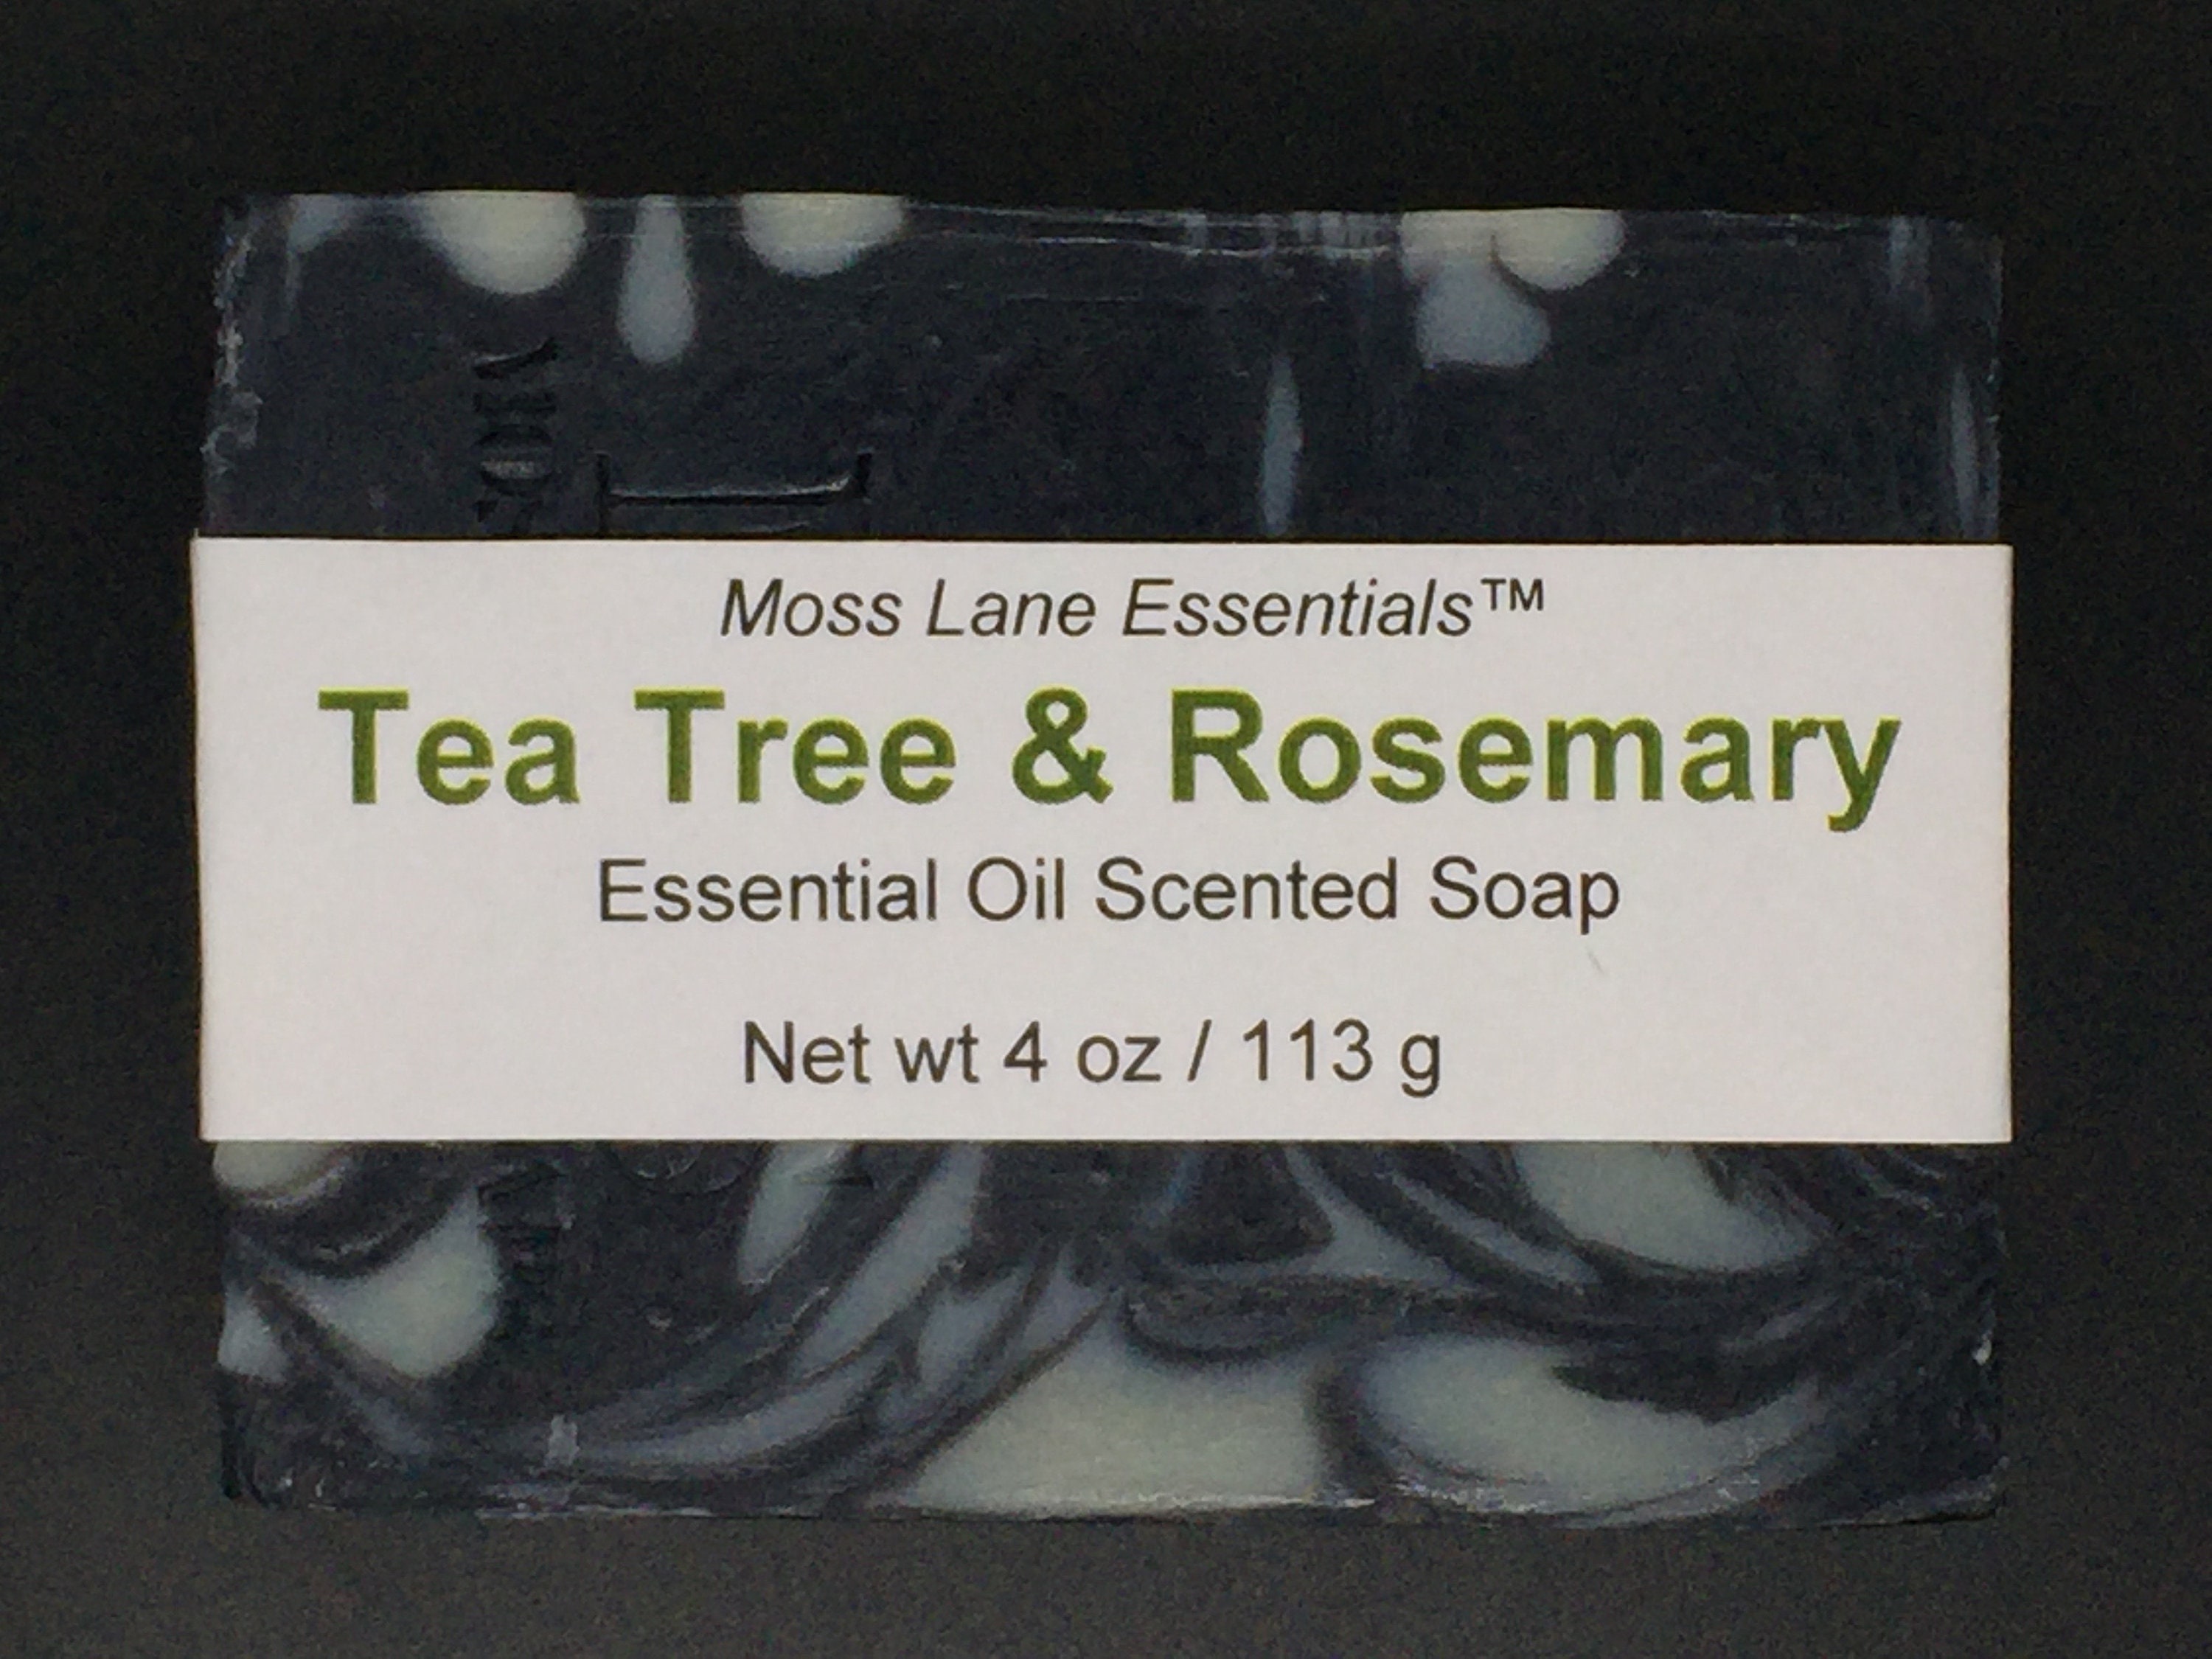 Moss Lane Essentials™
Tea Tree & Rosemary
Essential Oil Scented Soap
Net wt 4 oz / 113 g